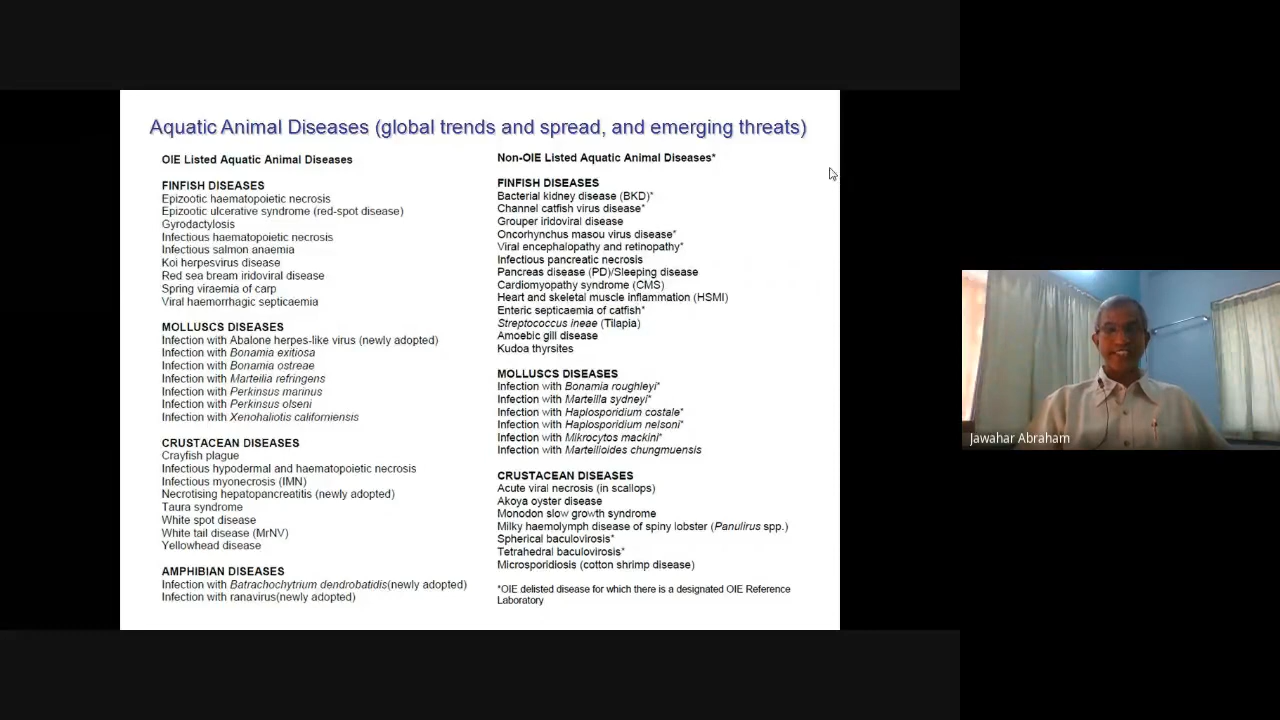 Aquatic Animal Diseases (global trends and spread, and emerging threats)
OIE Listed Aquatic Animal Diseases
FINFISH DISEASES
Epizootic haematopoietic necrosis
Epizootic ulcerative syndrome (red-spot disease)
Gyrodactylosis
Infectious haematopoietic necrosis
Infectious salmon anaemia
Koi herpesvirus disease
Red sea bream iridoviral disease
Spring viraemia of carp
Viral haemorrhagic septicaemia
MOLLUSCS DISEASES
Infection with Abalone herpes-like virus (newly adopted)
Infection with Bonamia exitiosa
Infection with Bonamia ostreae
Infection with Marteilia refringens
Infection with Perkinsus marinus
Infection with Perkinsus olseni
Infection with Xenohaliotis californiensis
CRUSTACEAN DISEASES
Crayfish plague
Infectious hypodermal and haematopoietic necrosis
Infectious myonecrosis (IMN)
Necrotising hepatopancreatitis (newly adopted)
Taura syndrome
White spot disease
White tail disease (MrNV)
Yellowhead disease
AMPHIBIAN DISEASES
Infection with Batrachochytrium dendrobatidis(newly adopted)
Infection with ranavirus(newly adopted)
Non-OIE Listed Aquatic Animal Diseases*
FINFISH DISEASES
Bacterial kidney disease (BKD)*
Channel catfish virus disease*
Grouper iridoviral disease
Oncorhynchus masou virus disease*
Viral encephalopathy and retinopathy*
Infectious pancreatic necrosis
Pancreas disease (PD)/Sleeping disease
Cardiomyopathy syndrome (CMS)
Heart and skeletal muscle inflammation (HSMI)
Enteric septicaemia of catfish*
Streptococcus ineae (Tilapia)
Amoebic gill disease
Kudoa thyrsites
MOLLUSCS DISEASES
Infection with Bonamia roughleyi*
Infection with Marteilla sydneyi*
Infection with Haplosporidium costale*
Infection with Haplosporidium nelsoni*
Infection with Mikrocytos mackini*
Infection with Marteilloides chungmuensis
CRUSTACEAN DISEASES
Acute viral necrosis (in scallops)
Akoya oyster disease
Monodon slow growth syndrome
Milky haemolymph disease of spiny lobster (Panulirus spp.)
Spherical baculovirosis*
Tetrahedral baculovirosis*
Microsporidiosis (cotton shrimp disease)
*OIE delisted disease for which there is a designated OIE Reference
Laboratory
Jawahar Abraham